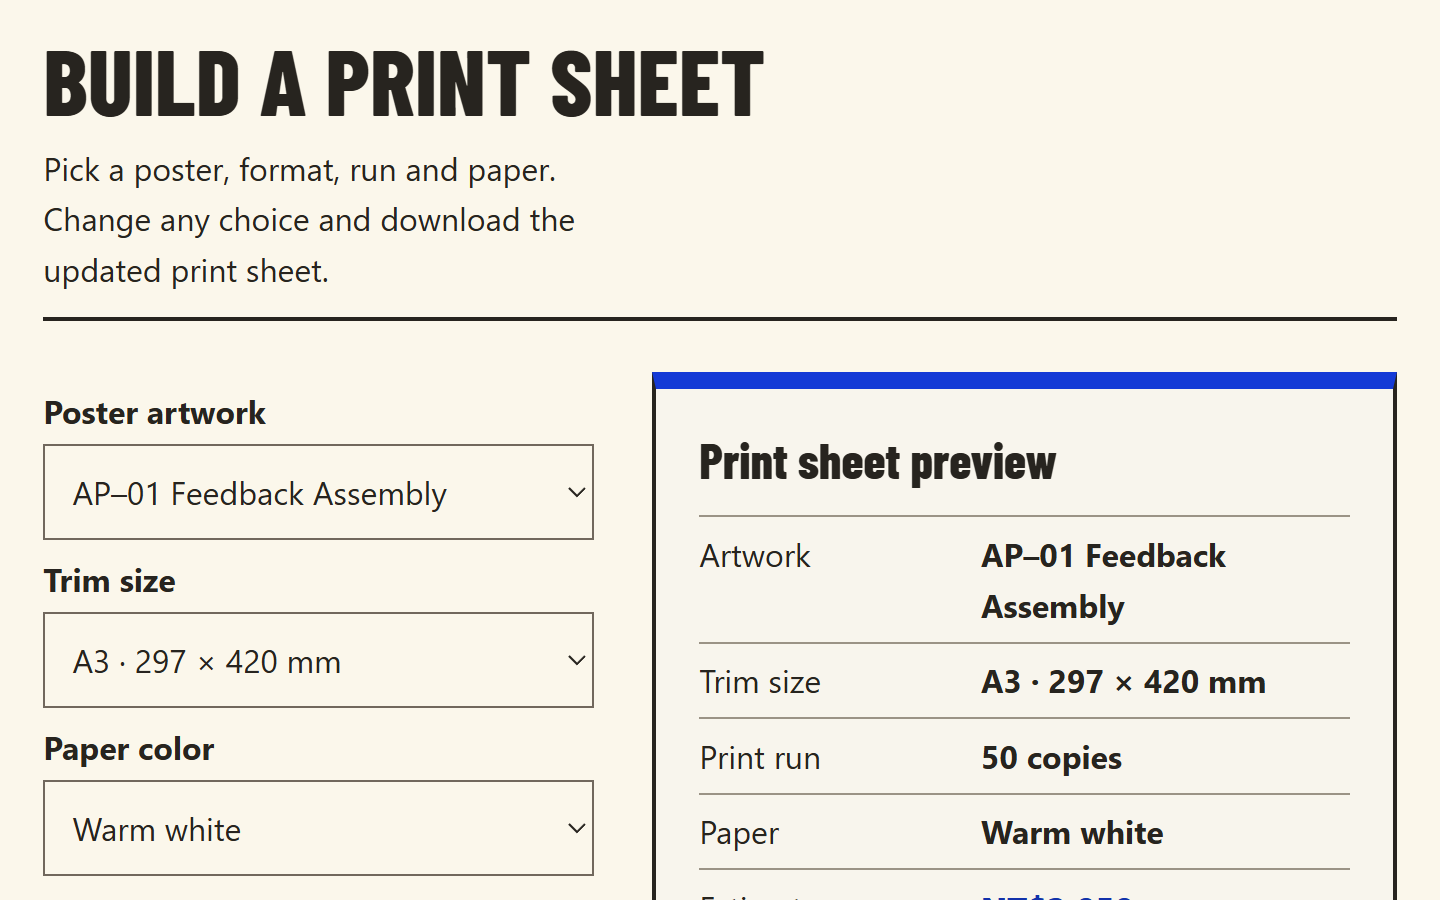 BUILD A PRINT SHEET
Pick a poster, format, run and paper.
Change any choice and download the
updated print sheet.
Poster artwork
AP–01 Feedback Assembly
Trim size
A3 · 297 × 420 mm
Paper color
Warm white
Print sheet preview
Artwork AP–01 Feedback
Assembly
Trim size A3 · 297 × 420 mm
Print run 50 copies
Paper Warm white